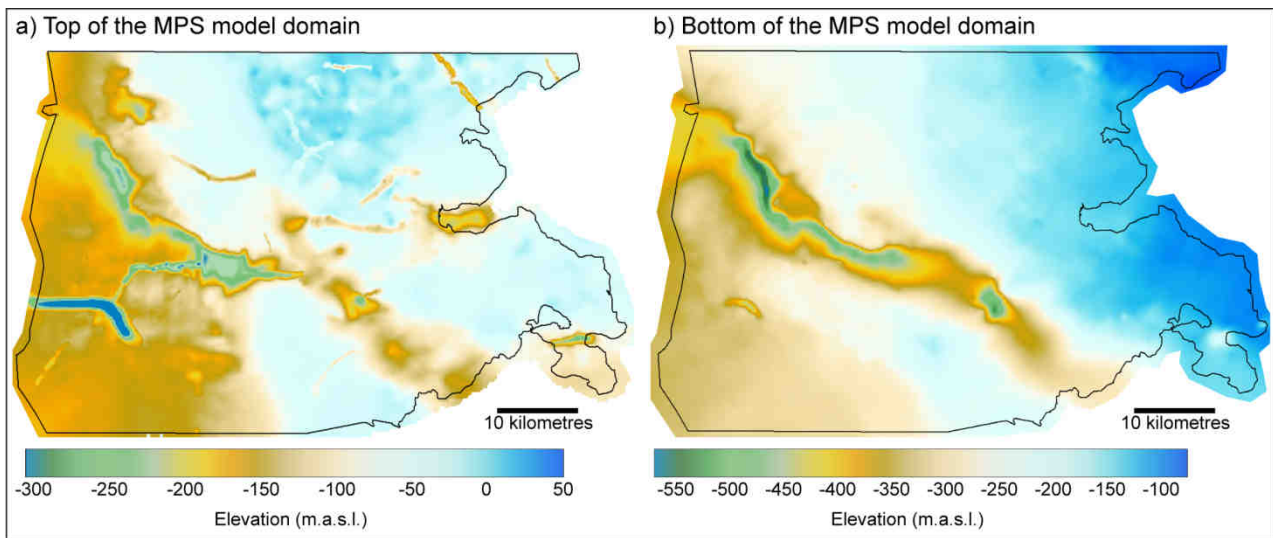 a) Top of the MPS model domain
b) Bottom of the MPS model domain
10 kilometres
10 kilometres
-300 -250 -200 -150 -100 -50 0 50
-550 -500 -450 -400 -350 -300 -250 -200 -150 -100
Elevation (m.a.s.l.)
Elevation (m.a.s.l.)